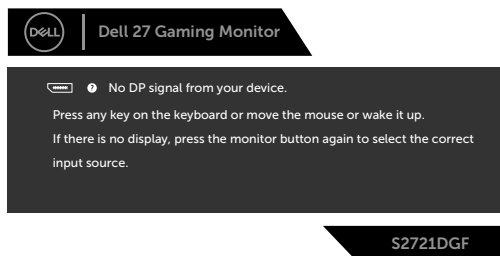 DELL
Dell 27 Gaming Monitor
? No DP signal from your device.
Press any key on the keyboard or move the mouse or wake it up.
If there is no display, press the monitor button again to select the correct
input source.
S2721DGF